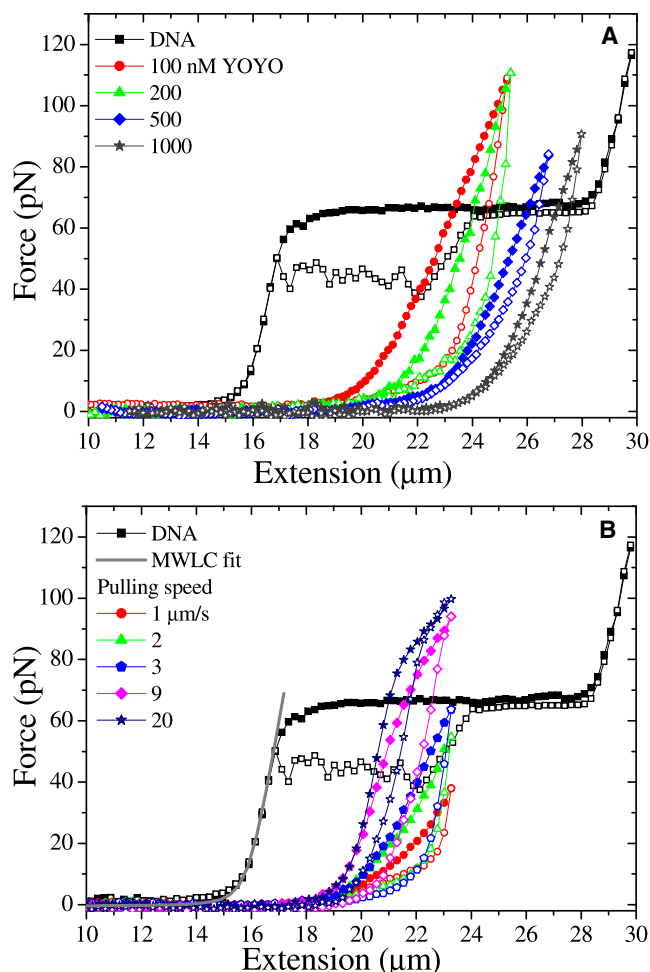 A
DNA
100 nM YOYO
200
500
1000
120
100
80
60
40
20
0
Force (pN)
10 12 14 16 18 20 22 24 26 28 30
Extension (μm)
B
DNA
MWLC fit
Pulling speed
1 μm/s
2
3
9
20
120
100
80
60
40
20
0
Force (pN)
10 12 14 16 18 20 22 24 26 28 30
Extension (μm)